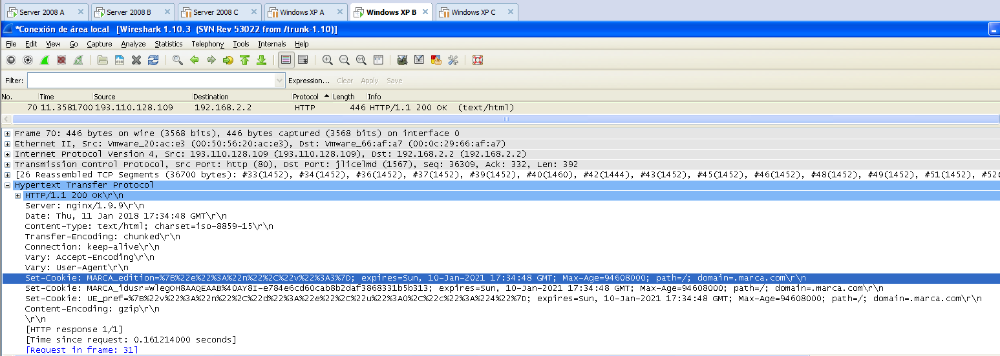 Server 2008 A Server 2008 B Server 2008 C Windows XP A Windows XP B Windows XP C
*Conexión de área local [Wireshark 1.10.3 (SVN Rev 53022 from /trunk-1.10)]
File Edit View Go Capture Analyze Statistics Telephony Tools Internals Help
Filter: Expression... Clear Apply Save
No. Time Source Destination Protocol Length Info
70 11.3581700 193.110.128.109 192.168.2.2 HTTP 446 HTTP/1.1 200 OK (text/html)
Frame 70: 446 bytes on wire (3568 bits), 446 bytes captured (3568 bits) on interface 0
Ethernet II, Src: Vmware_20:ac:e3 (00:50:56:20:ac:e3), Dst: Vmware_66:af:a7 (00:0c:29:66:af:a7)
Internet Protocol Version 4, Src: 193.110.128.109 (193.110.128.109), Dst: 192.168.2.2 (192.168.2.2)
Transmission Control Protocol, Src Port: http (80), Dst Port: jlicelmd (1567), Seq: 36309, Ack: 332, Len: 392
[26 Reassembled TCP Segments (36700 bytes): #33(1452), #34(1452), #36(1452), #37(1452), #39(1452), #40(1460), #42(1444), #43(1452), #45(1452), #46(1452), #48(1452), #49(1452), #51(1452), #52(
Hypertext Transfer Protocol
HTTP/1.1 200 OK\r\n
Server: nginx/1.9.9\r\n
Date: Thu, 11 Jan 2018 17:34:48 GMT\r\n
Content-Type: text/html; charset=iso-8859-15\r\n
Transfer-Encoding: chunked\r\n
Connection: keep-alive\r\n
Vary: Accept-Encoding\r\n
Vary: User-Agent\r\n
Set-Cookie: MARCA_edition=%7B%22e%22%3A%22n%22%2C%22v%22%3A3%7D; expires=Sun, 10-Jan-2021 17:34:48 GMT; Max-Age=94608000; path=/; domain=.marca.com\r\n
Set-Cookie: MARCA_idusr=wlegOH8AAQEAAB%40AY8I-e784e6cd60cab8b2daf3868331b5b313; expires=Sun, 10-Jan-2021 17:34:48 GMT; Max-Age=94608000; path=/; domain=.marca.com\r\n
Set-Cookie: UE_pref=%7B%22v%22%3A%22n%22%2C%22d%22%3A%22e%22%2C%22u%22%3A0%2C%22c%22%3A%224%22%7D; expires=Sun, 10-Jan-2021 17:34:48 GMT; Max-Age=94608000; path=/; domain=.marca.com\r\n
Content-Encoding: gzip\r\n
\r\n
[HTTP response 1/1]
[Time since request: 0.161214000 seconds]
[Request in frame: 31]